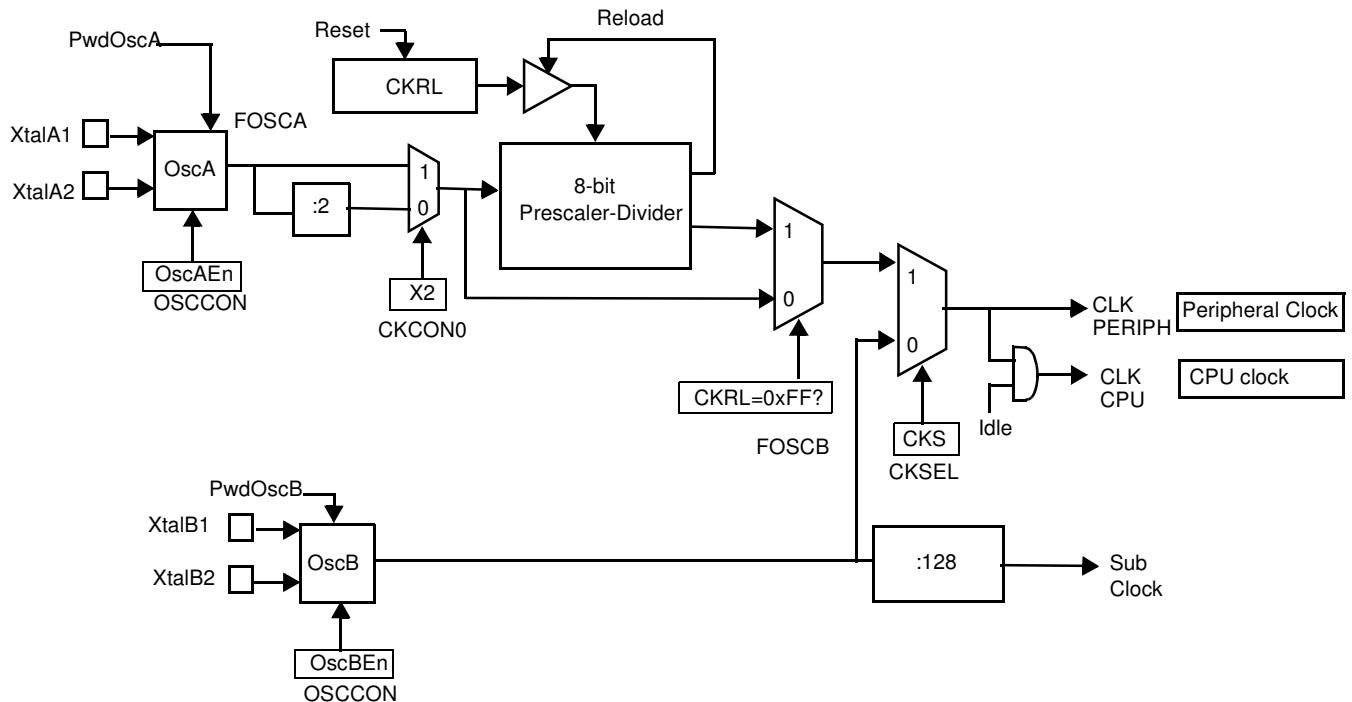 Reload
Reset
PwdOscA
CKRL
FOSCA
XtalA1
OscA
1
8-bit
Prescaler-Divider
XtalA2
:2
0
1
OscAEn
OSCCON
X2
CKCON0
1
0
CLK
PERIPH
Peripheral Clock
0
CLK
CPU
CPU clock
CKRL=0xFF?
Idle
FOSCB
CKS
CKSEL
PwdOscB
XtalB1
OscB
:128
Sub
Clock
XtalB2
OscBEn
OSCCON